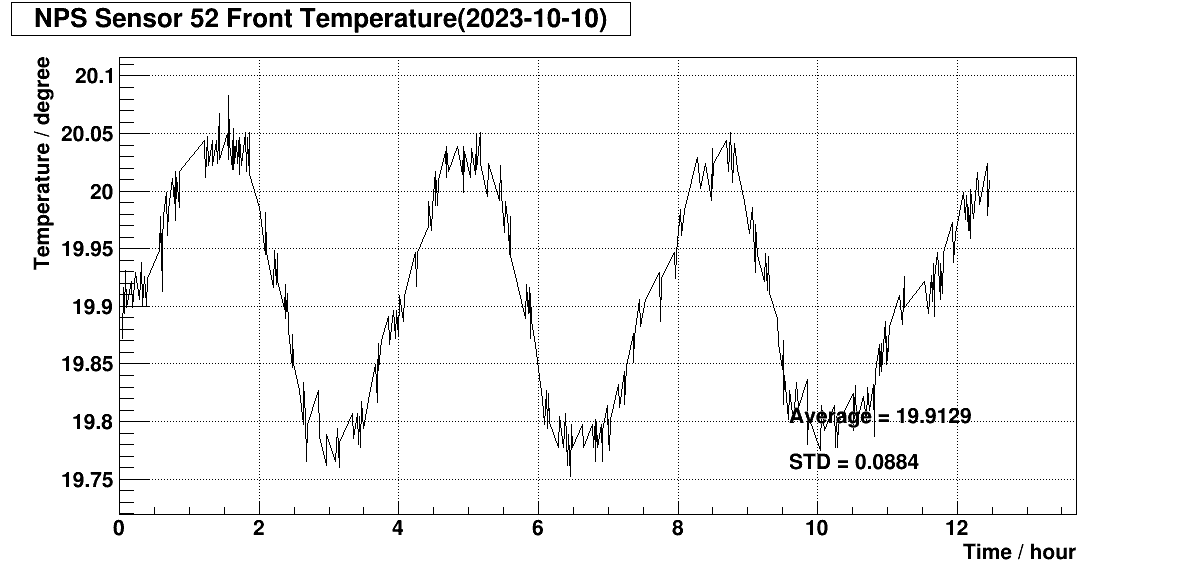 NPS Sensor 52 Front Temperature(2023-10-10)
Temperature / degree
20.1
20.05
20
19.95
19.9
19.85
19.8
19.75
Average = 19.9129
STD = 0.0884
0 2 4 6 8 10 12
Time / hour